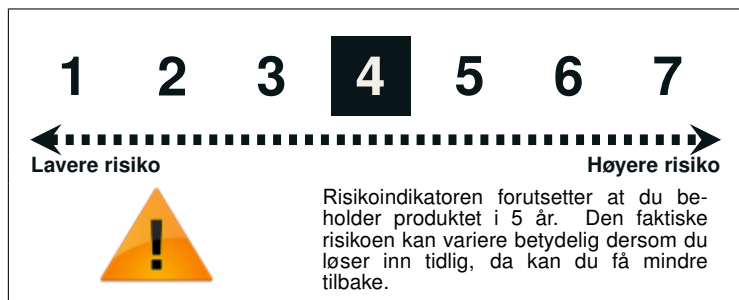 1 2 3 4 5 6 7
Lavere risiko Høyere risiko
!
Risikoindikatoren forutsetter at du be-
holder produktet i 5 år. Den faktiske
risikoen kan variere betydelig dersom du
løser inn tidlig, da kan du få mindre
tilbake.